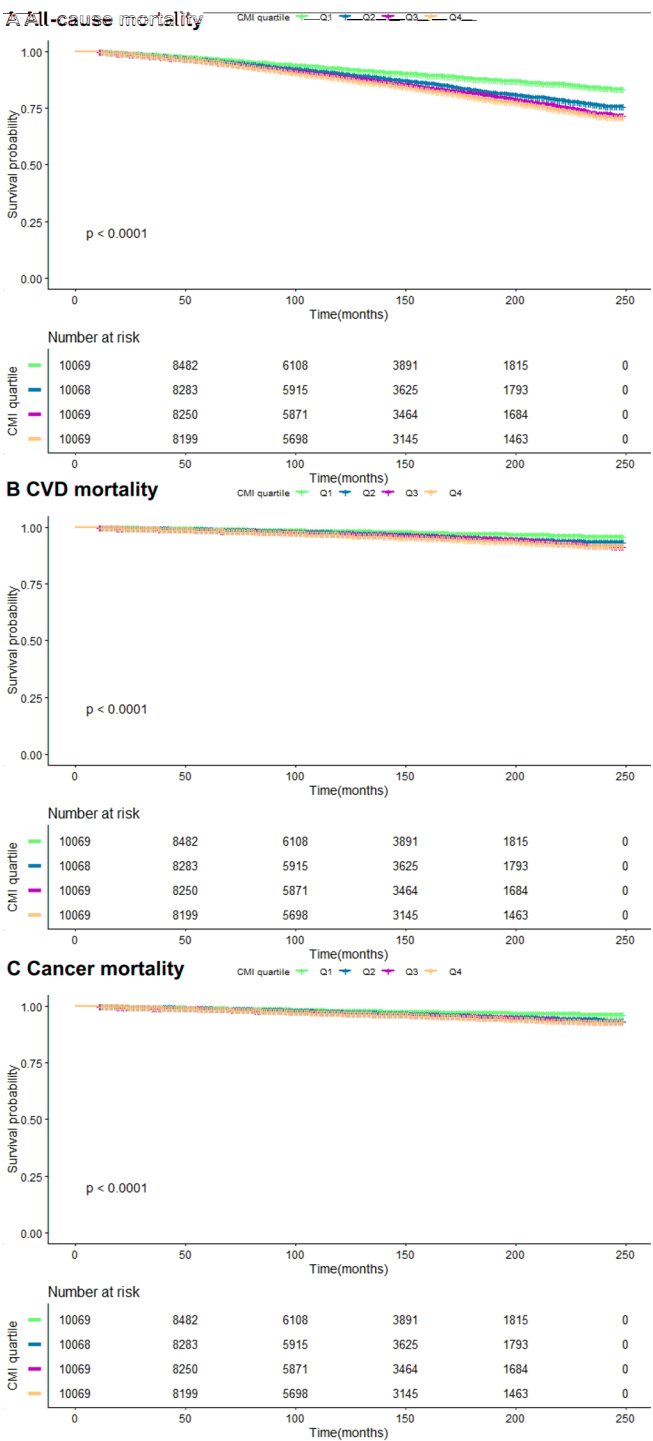 A All-cause mortality
CMI quartile Q1 Q2 Q3 Q4
1.00
0.75
0.50
0.25
0.00
Survival probability
p < 0.0001
0 50 100 150 200 250
Time(months)
Number at risk
CMI quartile
10069 8482 6108 3891 1815 0
10068 8283 5915 3625 1793 0
10069 8250 5871 3464 1684 0
10069 8199 5698 3145 1463 0
0 50 100 150 200 250
Time(months)
B CVD mortality
CMI quartile Q1 Q2 Q3 Q4
1.00
0.75
0.50
0.25
0.00
Survival probability
p < 0.0001
0 50 100 150 200 250
Time(months)
Number at risk
CMI quartile
10069 8482 6108 3891 1815 0
10068 8283 5915 3625 1793 0
10069 8250 5871 3464 1684 0
10069 8199 5698 3145 1463 0
0 50 100 150 200 250
Time(months)
C Cancer mortality
CMI quartile Q1 Q2 Q3 Q4
1.00
0.75
0.50
0.25
0.00
Survival probability
p < 0.0001
0 50 100 150 200 250
Time(months)
Number at risk
CMI quartile
10069 8482 6108 3891 1815 0
10068 8283 5915 3625 1793 0
10069 8250 5871 3464 1684 0
10069 8199 5698 3145 1463 0
0 50 100 150 200 250
Time(months)